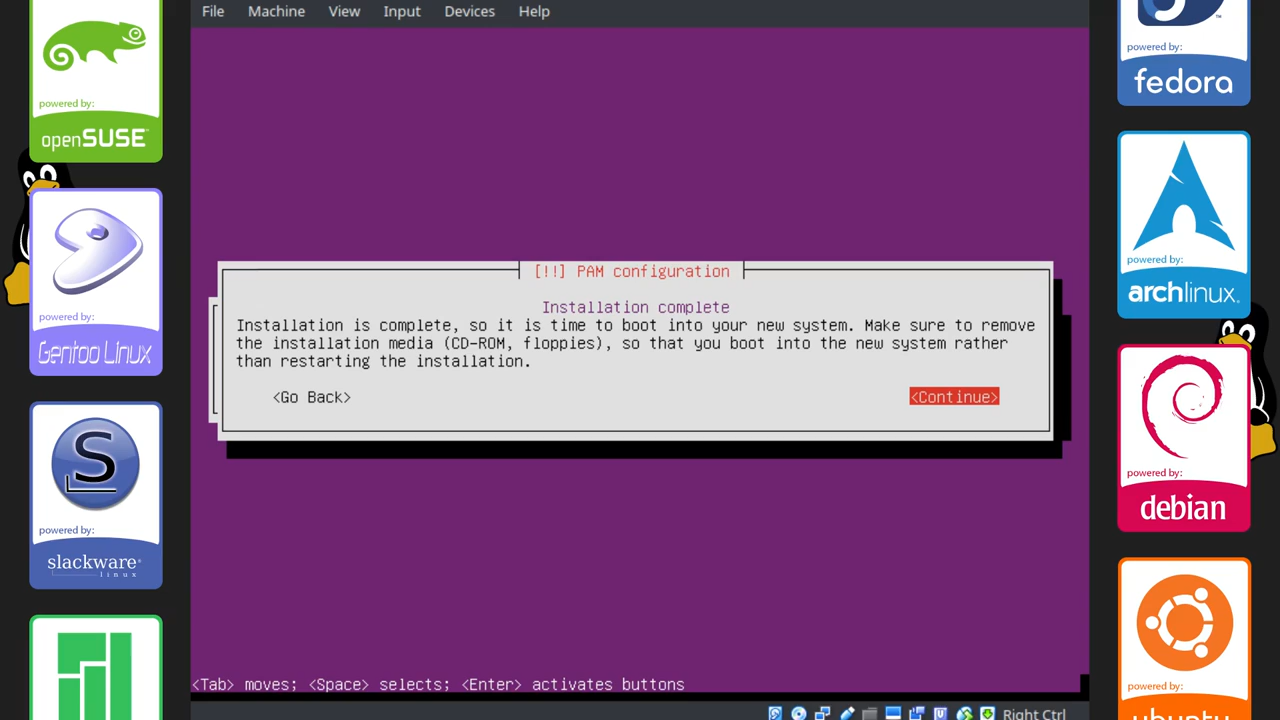 File Machine View Input Devices Help
[!!] PAM configuration
Installation complete
Installation is complete, so it is time to boot into your new system. Make sure to remove
the installation media (CD-ROM, floppies), so that you boot into the new system rather
than restarting the installation.
<Go Back> <Continue>
<Tab> moves; <Space> selects; <Enter> activates buttons
Right Ctrl
powered by:
openSUSE
powered by:
Gentoo Linux
powered by:
slackware
linux
powered by:
fedora
powered by:
archlinux
powered by:
debian
powered by:
ubuntu